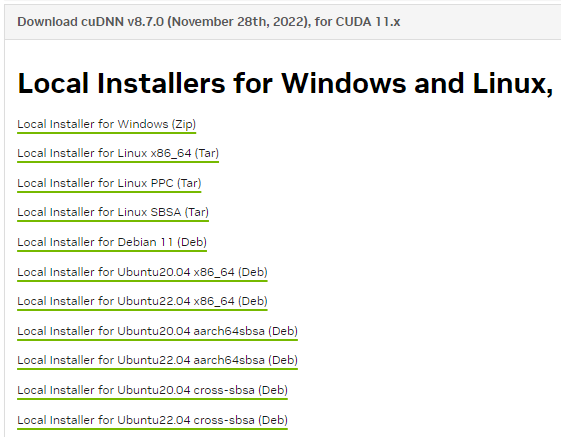 Download cuDNN v8.7.0 (November 28th, 2022), for CUDA 11.x
Local Installers for Windows and Linux,
Local Installer for Windows (Zip)
Local Installer for Linux x86_64 (Tar)
Local Installer for Linux PPC (Tar)
Local Installer for Linux SBSA (Tar)
Local Installer for Debian 11 (Deb)
Local Installer for Ubuntu20.04 x86_64 (Deb)
Local Installer for Ubuntu22.04 x86_64 (Deb)
Local Installer for Ubuntu20.04 aarch64sbsa (Deb)
Local Installer for Ubuntu22.04 aarch64sbsa (Deb)
Local Installer for Ubuntu20.04 cross-sbsa (Deb)
Local Installer for Ubuntu22.04 cross-sbsa (Deb)